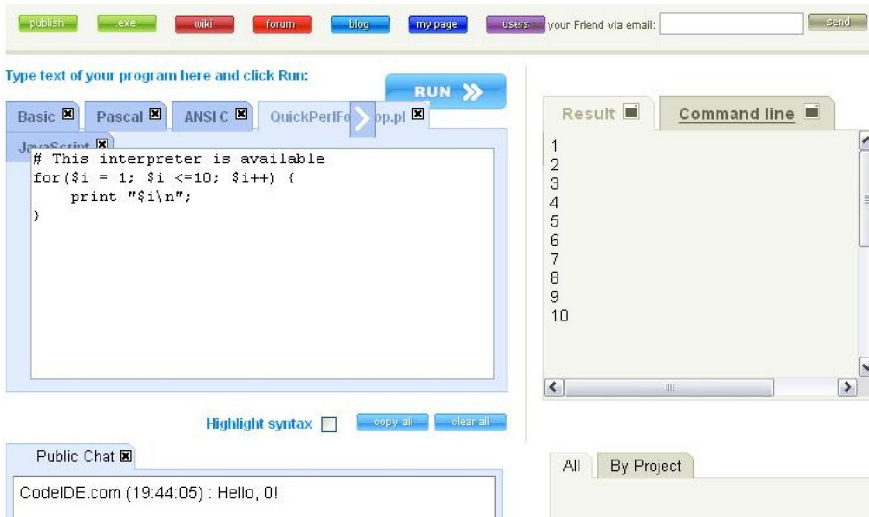 publish .exe wiki forum blog my page users your Friend via email: send
Type text of your program here and click Run:
RUN
Basic Pascal ANSI C QuickPerlFo op.pl
JavaScript
# This interpreter is available
for($i = 1; $i <=10; $i++) {
print "$i\n";
}
Highlight syntax copy all clear all
Public Chat
CodeIDE.com (19:44:05) : Hello, 0!
Result Command line
1
2
3
4
5
6
7
8
9
10
All By Project